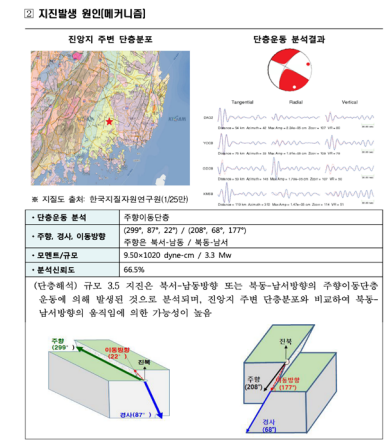 2 지진발생 원인[메커니즘]
진앙지 주변 단층분포
단층운동 분석결과
Tangential Radial Vertical
※ 지질도 출처: 한국지질자원연구원(1/25만)
・단층운동 분석 주향이동단층
・주향, 경사, 이동방향 (299°, 87°, 22°) / (208°, 68°, 177°)
주향은 북서-남동 / 북동-남서
・모멘트/규모 9.50×1020 dyne-cm / 3.3 Mw
・분석신뢰도 66.5%
(단층해석) 규모 3.5 지진은 북서-남동방향 또는 북동-남서방향의 주향이동단층
운동에 의해 발생된 것으로 분석되며, 진앙지 주변 단층분포와 비교하여 북동-
남서방향의 움직임에 의한 가능성이 높음
주향
(299°)
이동방향
(22°)
진북
경사(87°)
진북
주향
(208°)
이동방향
(177°)
경사
(68°)